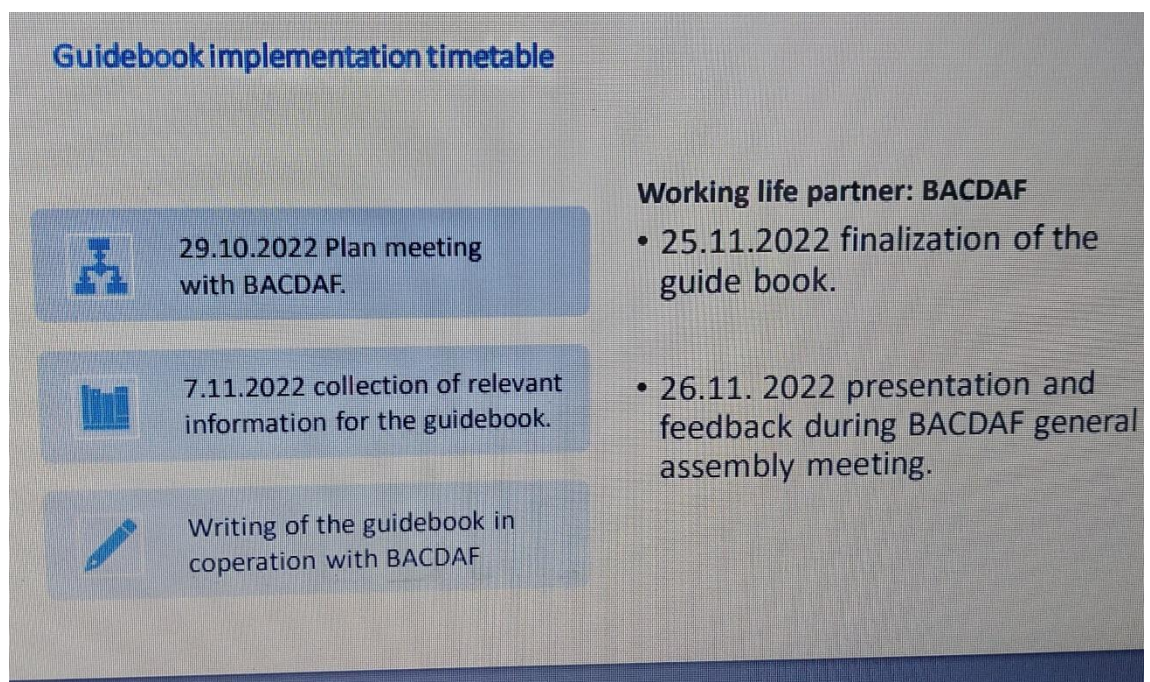 Guidebook implementation timetable
29.10.2022 Plan meeting
with BACDAF.
7.11.2022 collection of relevant
information for the guidebook.
Writing of the guidebook in
coperation with BACDAF
Working life partner: BACDAF
• 25.11.2022 finalization of the
guide book.
• 26.11. 2022 presentation and
feedback during BACDAF general
assembly meeting.